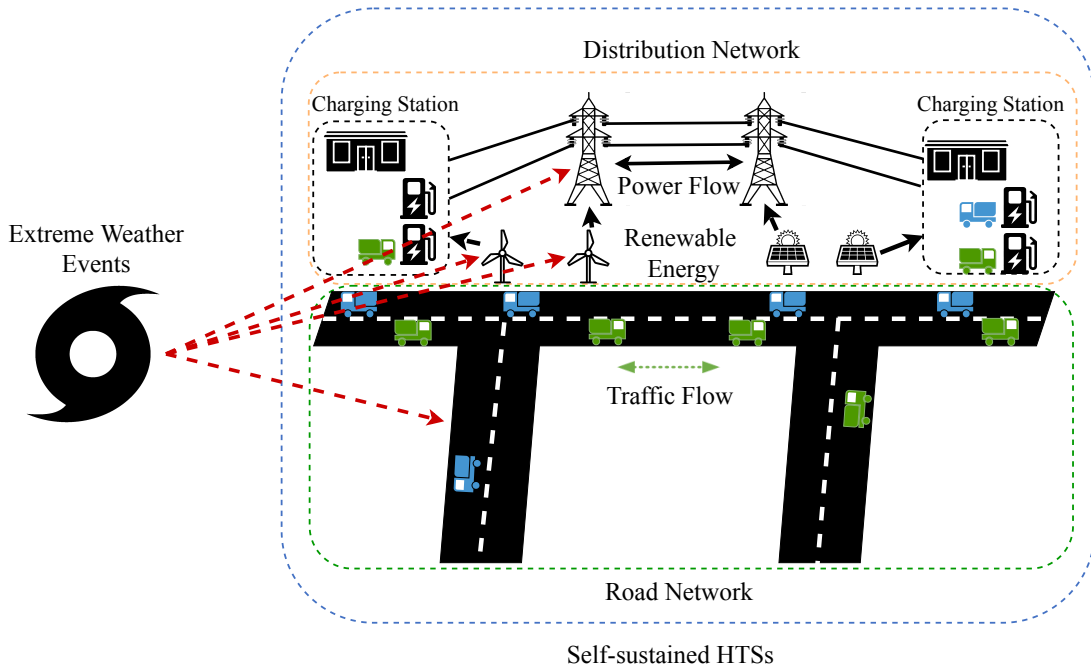 Distribution Network
Charging Station
Charging Station
Power Flow
Extreme Weather
Events
Renewable
Energy
Traffic Flow
Road Network
Self-sustained HTSs